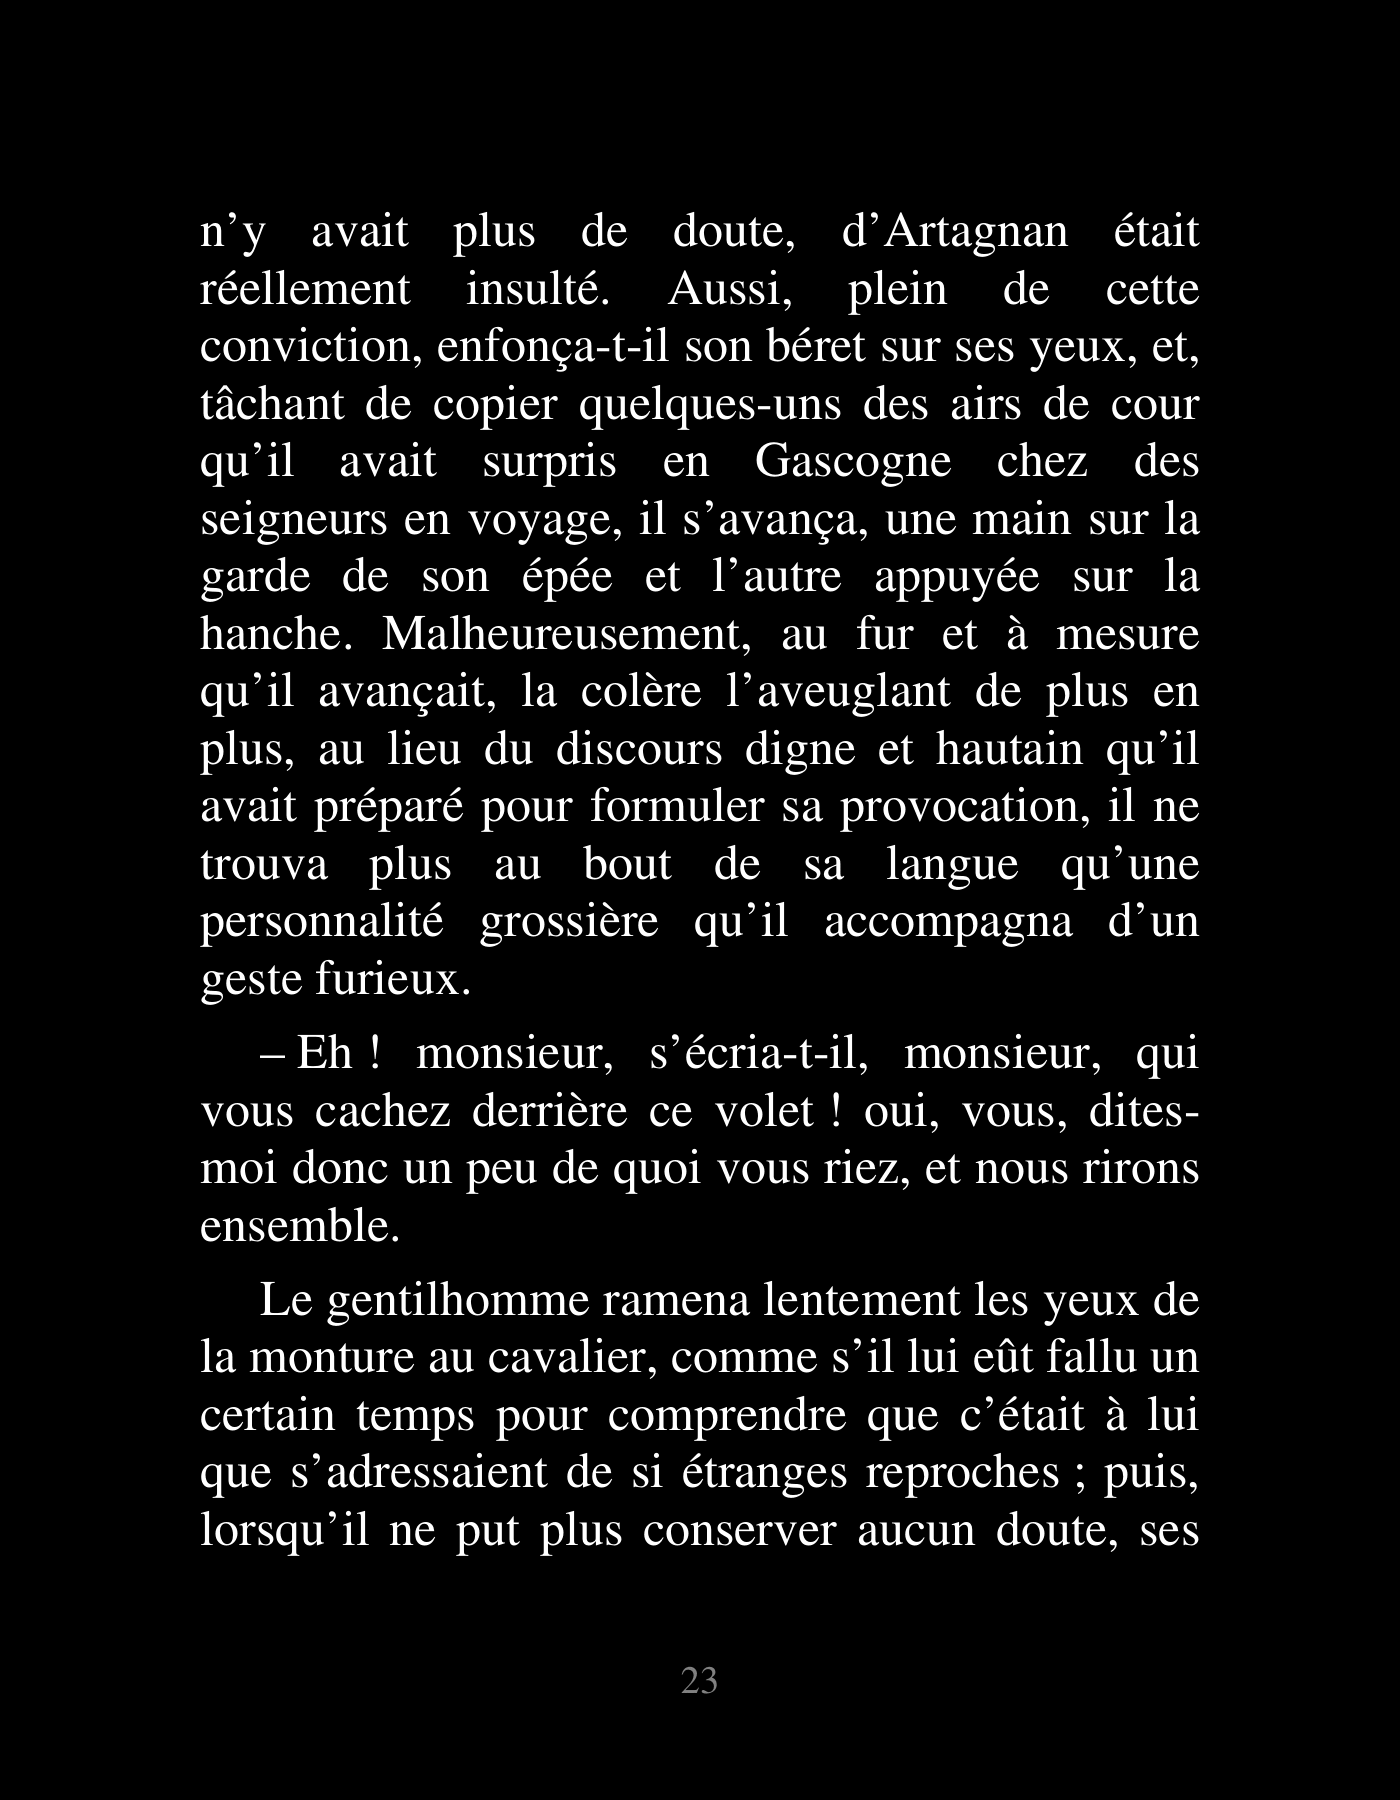 n’y avait plus de doute, d’Artagnan était
réellement insulté. Aussi, plein de cette
conviction, enfonça-t-il son béret sur ses yeux, et,
tâchant de copier quelques-uns des airs de cour
qu’il avait surpris en Gascogne chez des
seigneurs en voyage, il s’avança, une main sur la
garde de son épée et l’autre appuyée sur la
hanche. Malheureusement, au fur et à mesure
qu’il avançait, la colère l’aveuglant de plus en
plus, au lieu du discours digne et hautain qu’il
avait préparé pour formuler sa provocation, il ne
trouva plus au bout de sa langue qu’une
personnalité grossière qu’il accompagna d’un
geste furieux.
– Eh ! monsieur, s’écria-t-il, monsieur, qui
vous cachez derrière ce volet ! oui, vous, dites-
moi donc un peu de quoi vous riez, et nous rirons
ensemble.
Le gentilhomme ramena lentement les yeux de
la monture au cavalier, comme s’il lui eût fallu un
certain temps pour comprendre que c’était à lui
que s’adressaient de si étranges reproches ; puis,
lorsqu’il ne put plus conserver aucun doute, ses
23